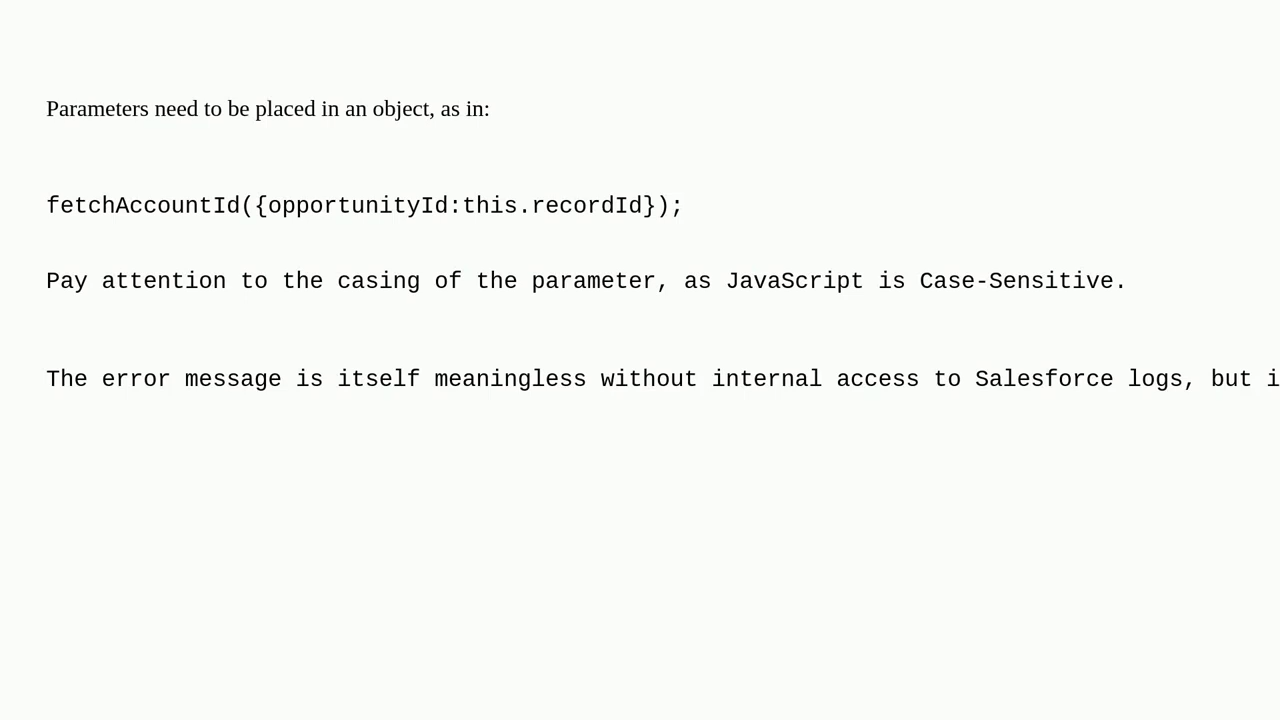 Parameters need to be placed in an object, as in:
fetchAccountId({opportunityId:this.recordId});
Pay attention to the casing of the parameter, as JavaScript is Case-Sensitive.
The error message is itself meaningless without internal access to Salesforce logs, but